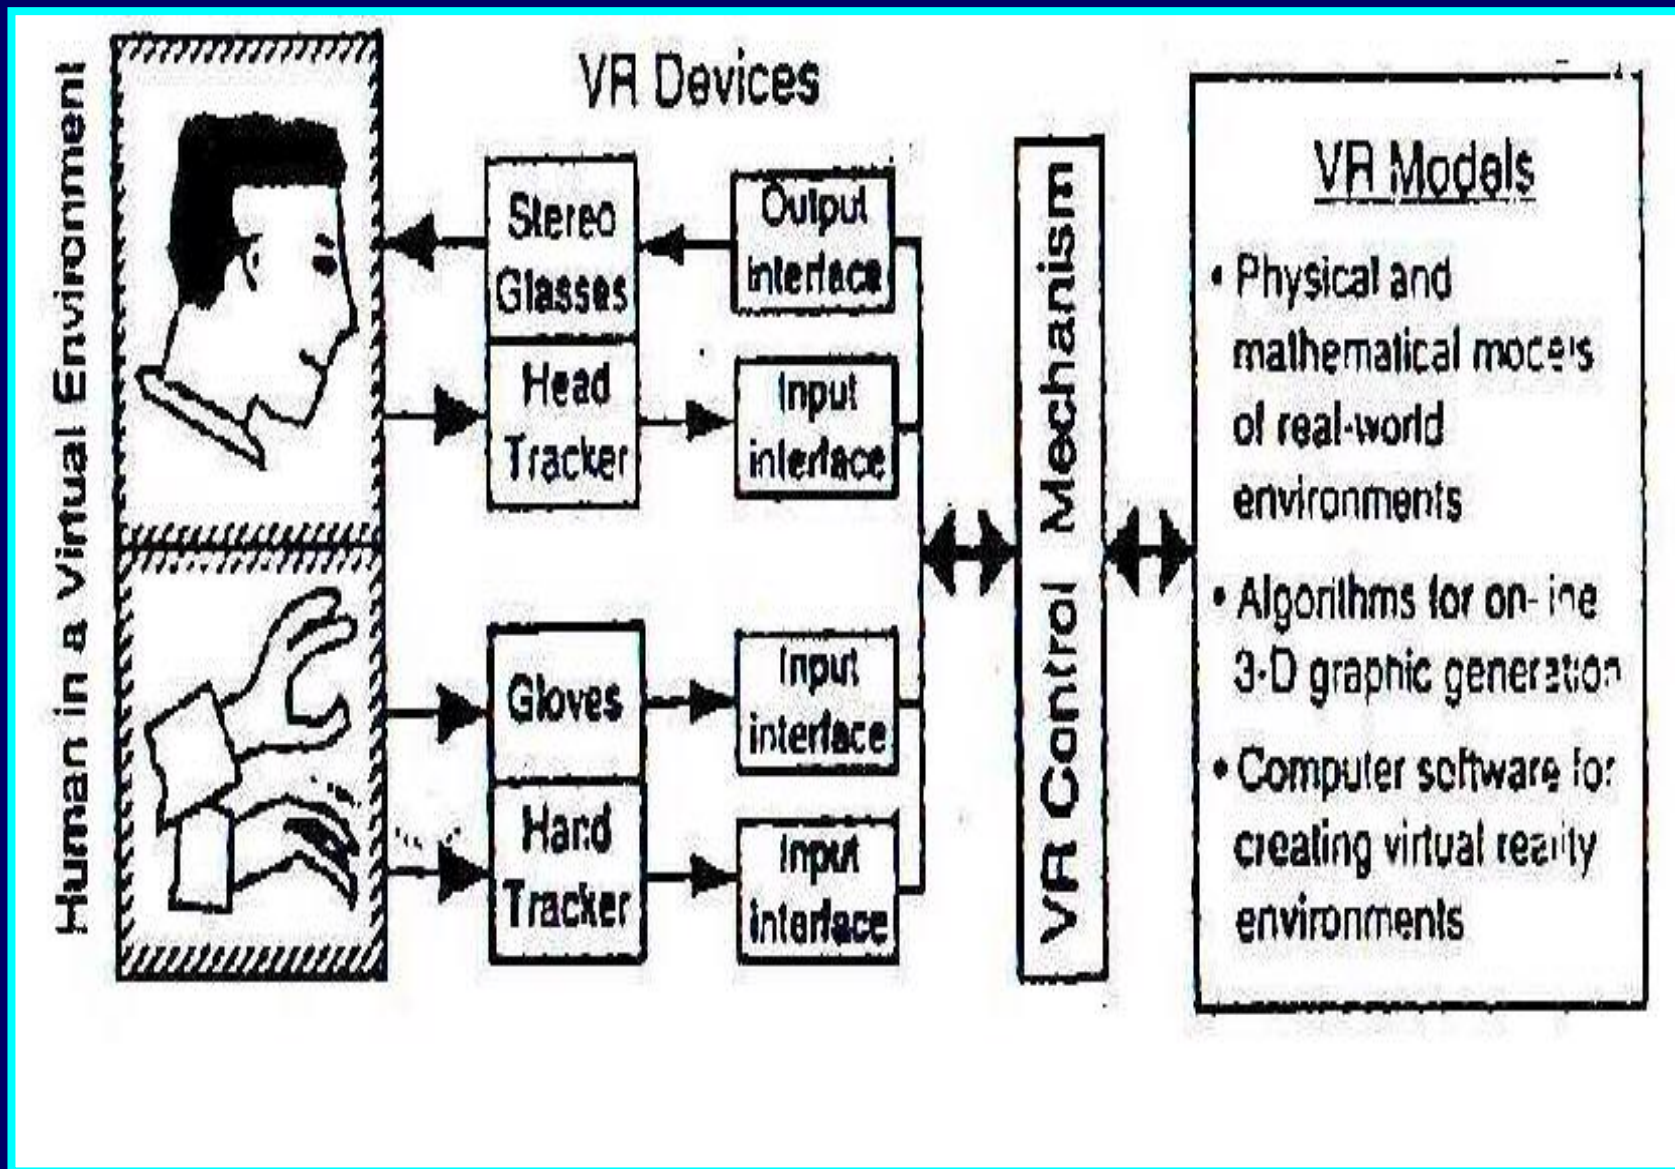 Human in a Virtual Environment
VR Devices
Stereo
Glasses
Output
interface
Head
Tracker
Input
interface
Gloves
Input
interface
Hand
Tracker
Input
interface
VR Control Mechanism
VR Models
• Physical and
mathematical models
of real-world
environments
• Algorithms for on-line
3-D graphic generation
• Computer software for
creating virtual reality
environments